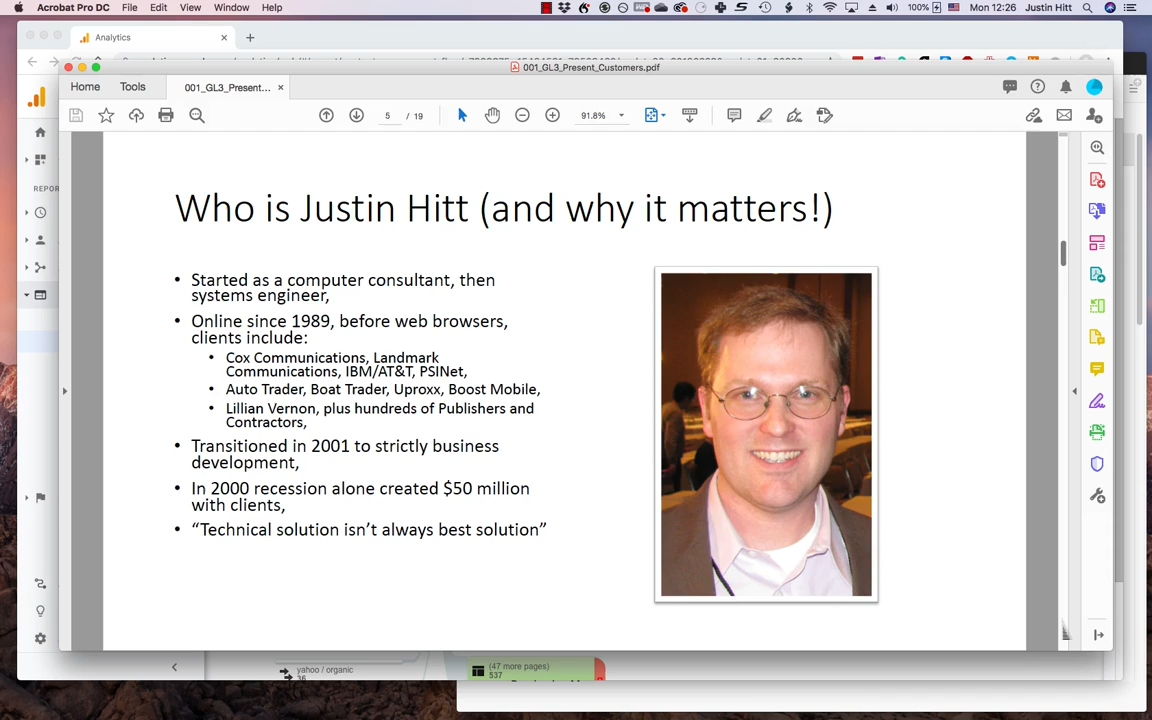 Acrobat Pro DC File Edit View Window Help 100% Mon 12:26 Justin Hitt
Analytics
001_GL3_Present_Customers.pdf
Home Tools 001_GL3_Present...
5 / 19 91.8%
REPOR
Who is Justin Hitt (and why it matters!)
• Started as a computer consultant, then
systems engineer,
• Online since 1989, before web browsers,
clients include:
• Cox Communications, Landmark
Communications, IBM/AT&T, PSINet,
• Auto Trader, Boat Trader, Uproxx, Boost Mobile,
• Lillian Vernon, plus hundreds of Publishers and
Contractors,
• Transitioned in 2001 to strictly business
development,
• In 2000 recession alone created $50 million
with clients,
• “Technical solution isn’t always best solution”
yahoo / organic
36
(47 more pages)
537